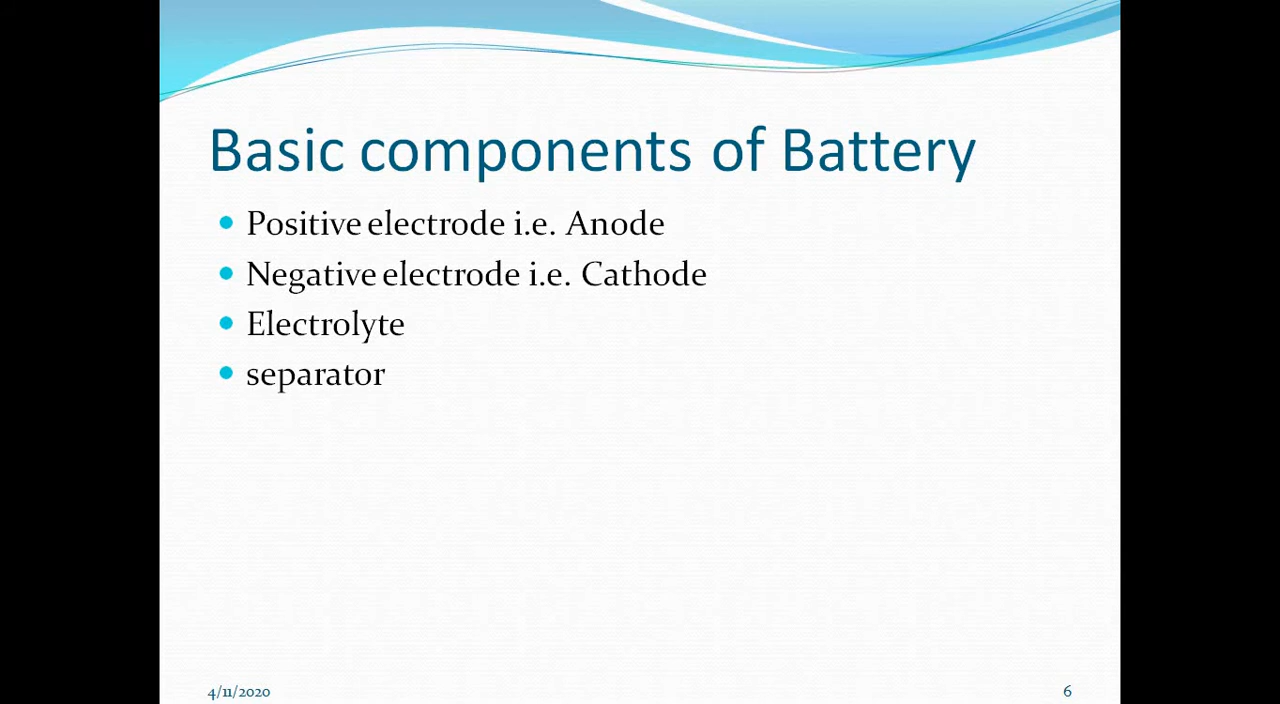 Basic components of Battery
Positive electrode i.e. Anode
Negative electrode i.e. Cathode
Electrolyte
separator
4/11/2020
6